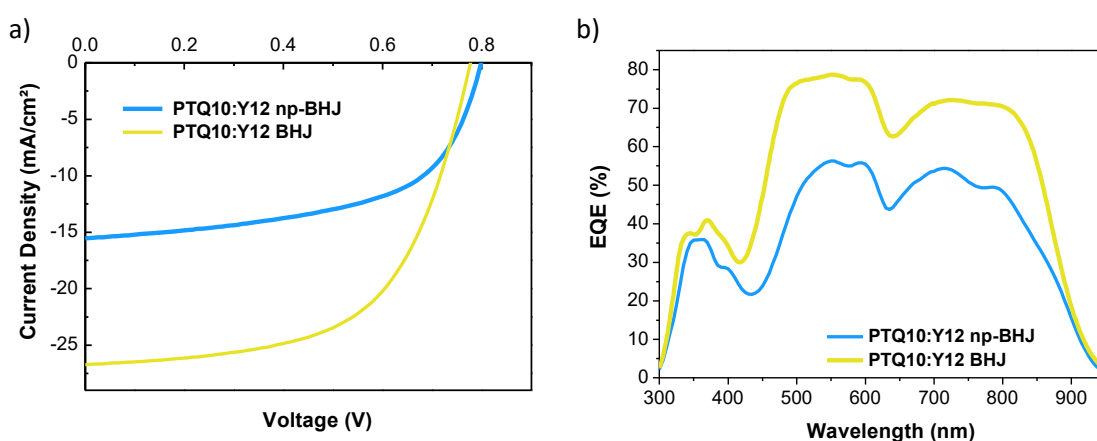 a)
0.0 0.2 0.4 0.6 0.8
0
-5
-10
-15
-20
-25
Current Density (mA/cm²)
PTQ10:Y12 np-BHJ
PTQ10:Y12 BHJ
Voltage (V)
b)
80
70
60
50
40
30
20
10
0
EQE (%)
PTQ10:Y12 np-BHJ
PTQ10:Y12 BHJ
300 400 500 600 700 800 900
Wavelength (nm)